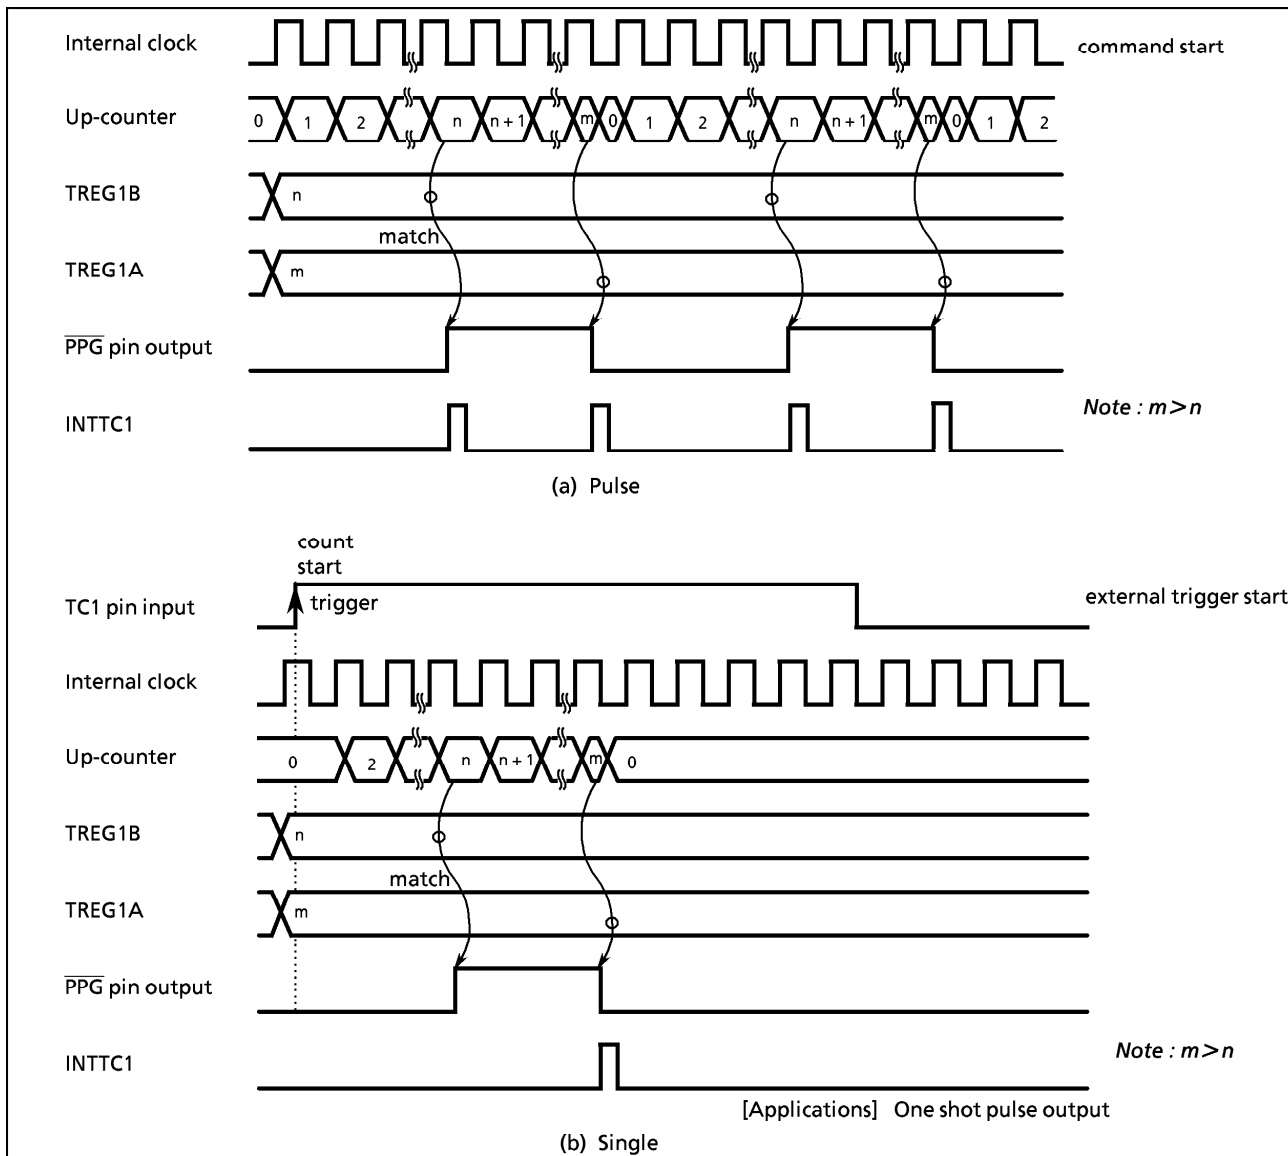 Internal clock
command start
Up-counter
0 1 2 n n+1 m 0 1 2 n n+1 m 0 1 2
TREG1B
n
match
TREG1A
m
PPG pin output
INTTC1
Note : m>n
(a) Pulse
count
start
TC1 pin input
trigger
external trigger start
Internal clock
Up-counter
0 2 n n+1 m 0
TREG1B
n
match
TREG1A
m
PPG pin output
INTTC1
Note : m>n
[Applications] One shot pulse output
(b) Single